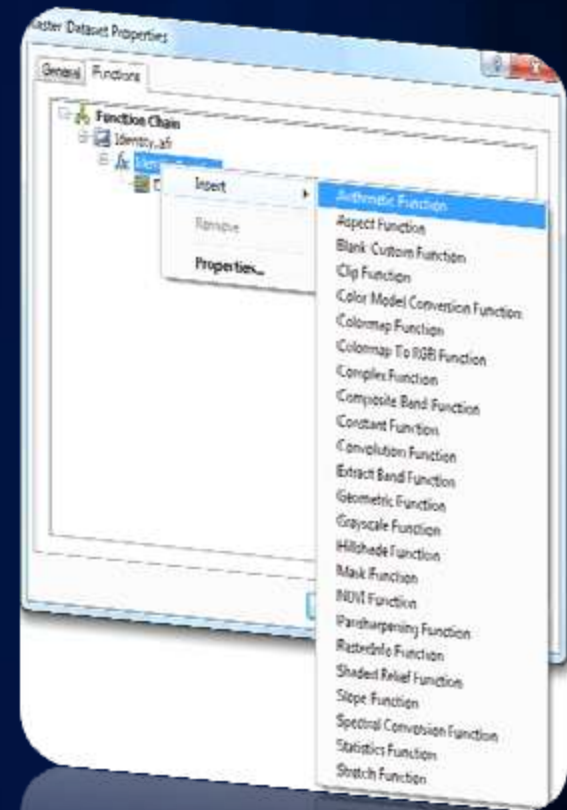 Raster Dataset Properties
General Functions
Function Chain
Identity.afr
Insert
Remove
Properties...
Arithmetic Function
Aspect Function
Blank Custom Function
Clip Function
Color Model Conversion Function
Colormap Function
Colormap To RGB Function
Complex Function
Composite Band Function
Constant Function
Convolution Function
Extract Band Function
Geometric Function
Grayscale Function
Hillshade Function
Mask Function
NDVI Function
Pansharpening Function
RasterInfo Function
Shaded Relief Function
Slope Function
Spectral Conversion Function
Statistics Function
Stretch Function